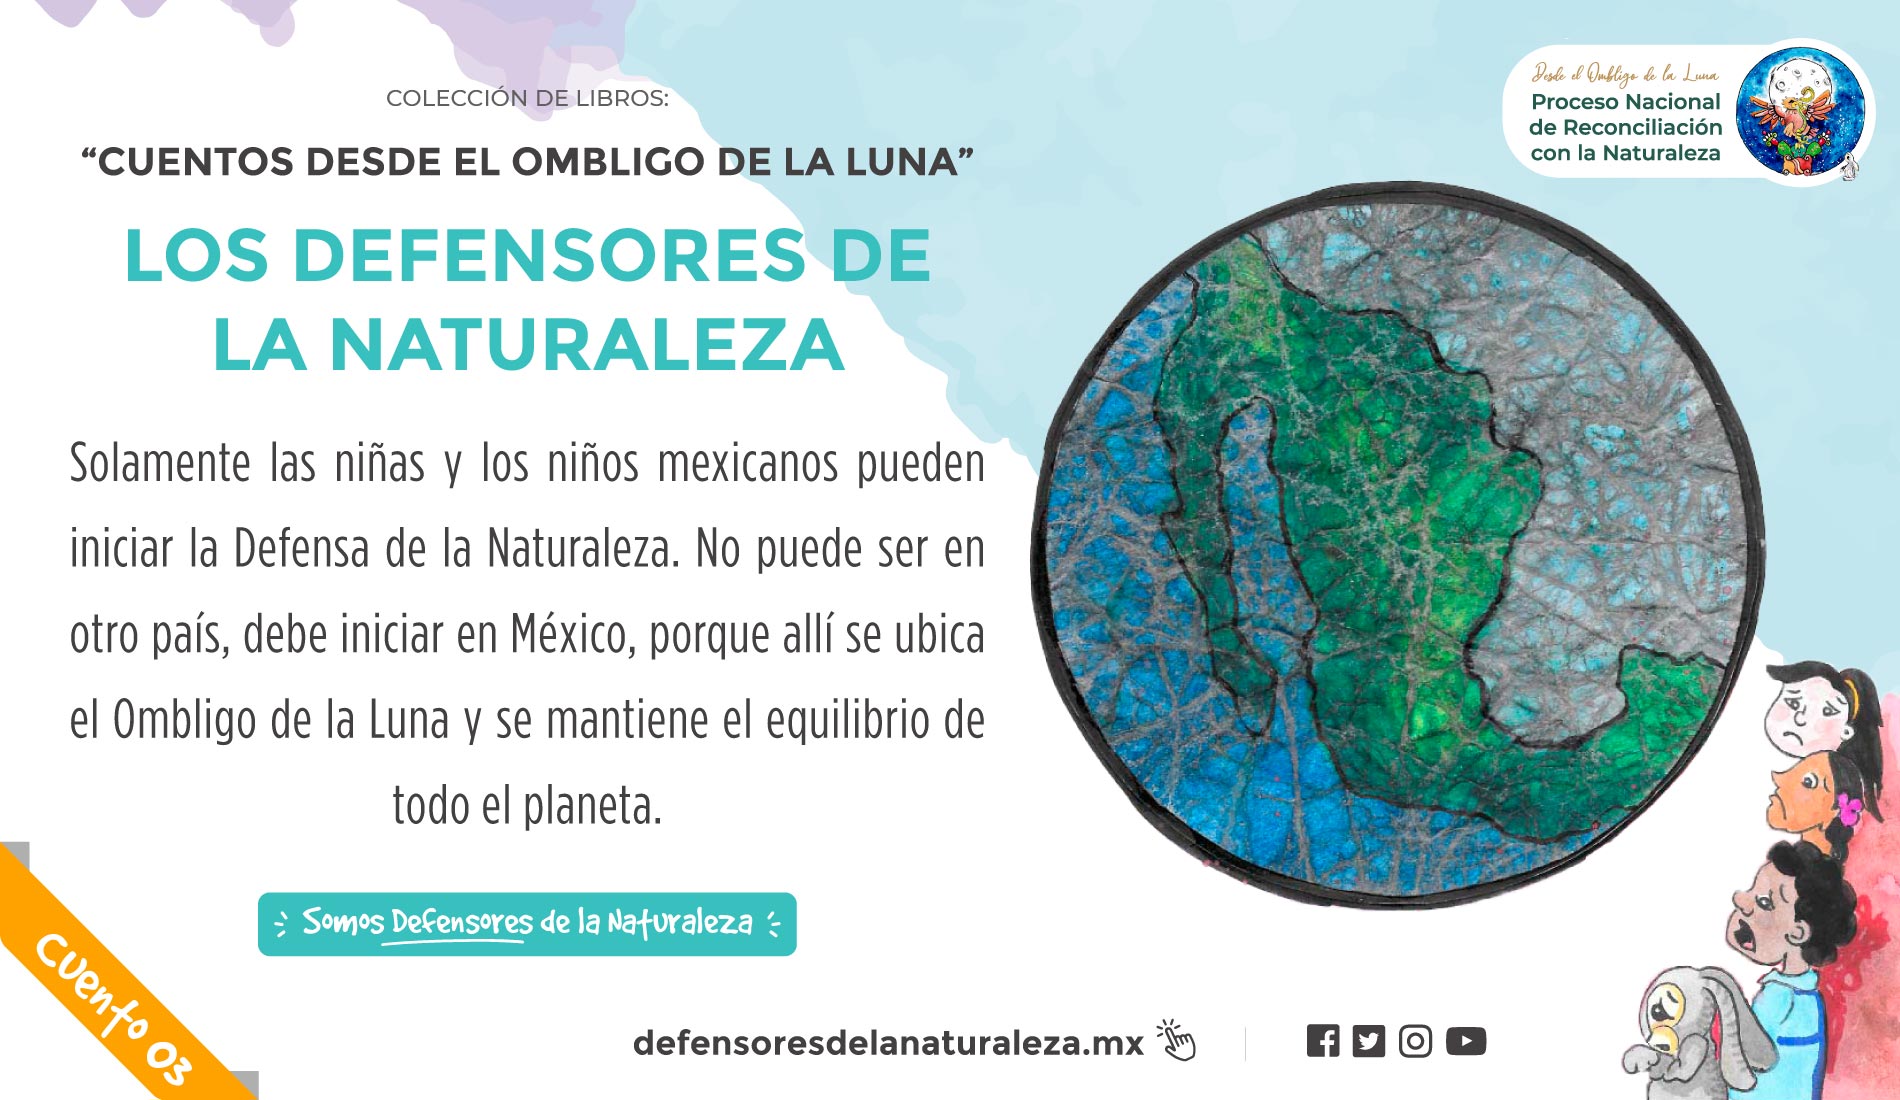 COLECCIÓN DE LIBROS:
“CUENTOS DESDE EL OMBLIGO DE LA LUNA”
LOS DEFENSORES DE
LA NATURALEZA
Solamente las niñas y los niños mexicanos pueden
iniciar la Defensa de la Naturaleza. No puede ser en
otro país, debe iniciar en México, porque allí se ubica
el Ombligo de la Luna y se mantiene el equilibrio de
todo el planeta.
Somos Defensores de la Naturaleza
Cuento 03
defensoresdelanaturaleza.mx
Desde el Ombligo de la Luna
Proceso Nacional
de Reconciliación
con la Naturaleza